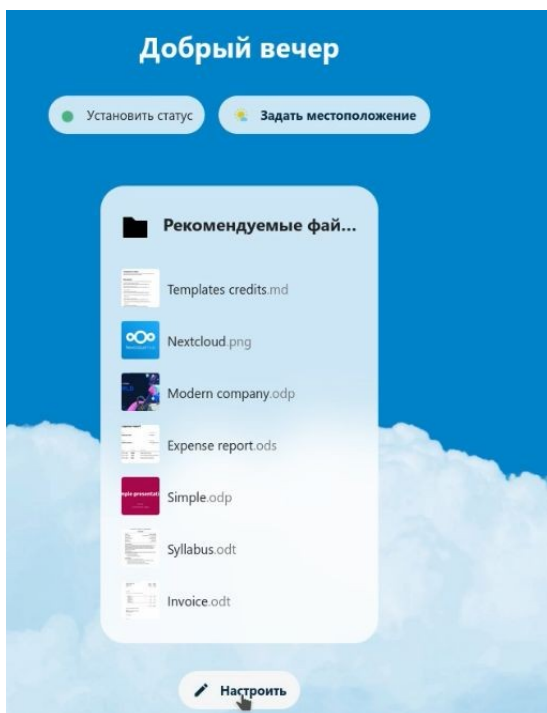 Добрый вечер
Установить статус
Задать местоположение
Рекомендуемые фай...
Templates credits.md
Nextcloud.png
Modern company.odp
Expense report.ods
Simple.odp
Syllabus.odt
Invoice.odt
Настроить